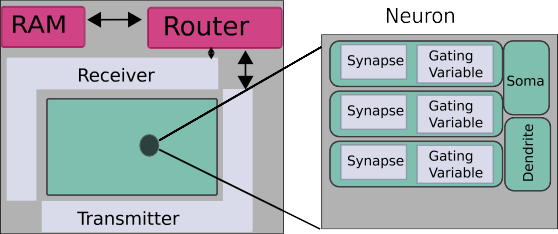 RAM
Router
Receiver
Transmitter
Neuron
Synapse
Gating
Variable
Synapse
Gating
Variable
Synapse
Gating
Variable
Soma
Dendrite